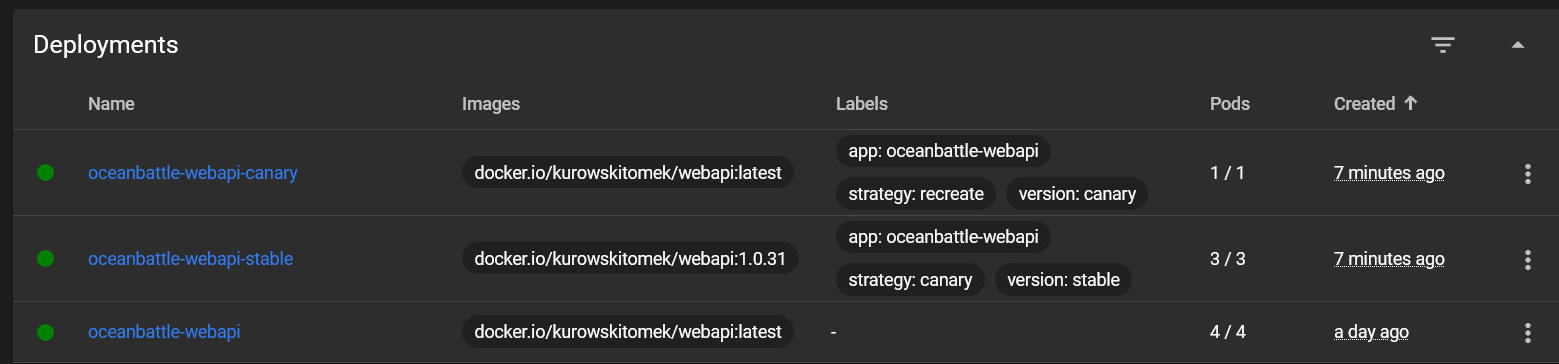 Deployments
Name Images Labels Pods Created
oceanbattle-webapi-canary docker.io/kurowskitomek/webapi:latest app: oceanbattle-webapi strategy: recreate version: canary 1 / 1 7 minutes ago
oceanbattle-webapi-stable docker.io/kurowskitomek/webapi:1.0.31 app: oceanbattle-webapi strategy: canary version: stable 3 / 3 7 minutes ago
oceanbattle-webapi docker.io/kurowskitomek/webapi:latest - 4 / 4 a day ago